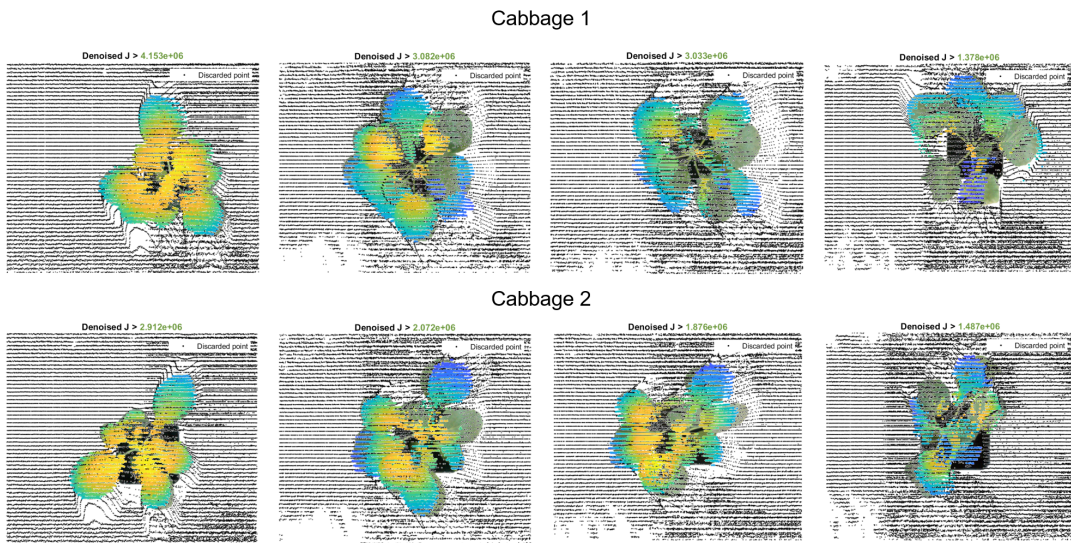 Cabbage 1
Denoised J > 4.153e+06
Discarded point
Denoised J > 3.082e+06
Discarded point
Denoised J > 3.033e+06
Discarded point
Denoised J > 1.378e+06
Discarded point
Cabbage 2
Denoised J > 2.912e+06
Discarded point
Denoised J > 2.072e+06
Discarded point
Denoised J > 1.876e+06
Discarded point
Denoised J > 1.487e+06
Discarded point